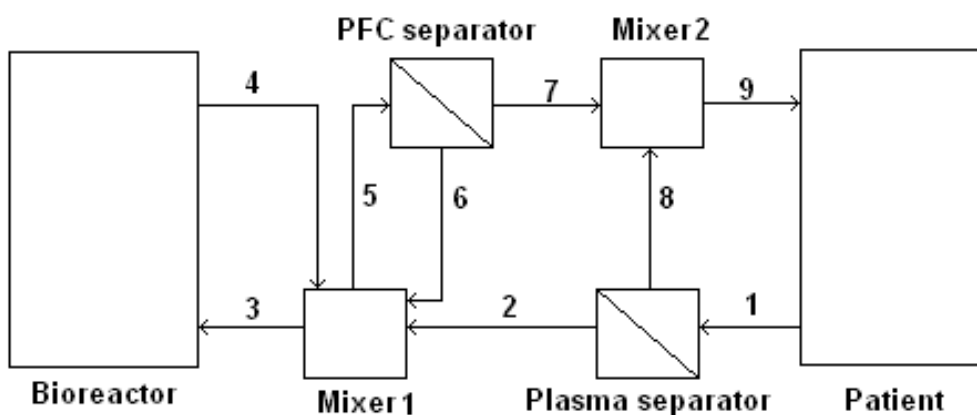 PFC separator
Mixer2
4
7
9
5
6
8
3
2
1
Bioreactor
Mixer1
Plasma separator
Patient